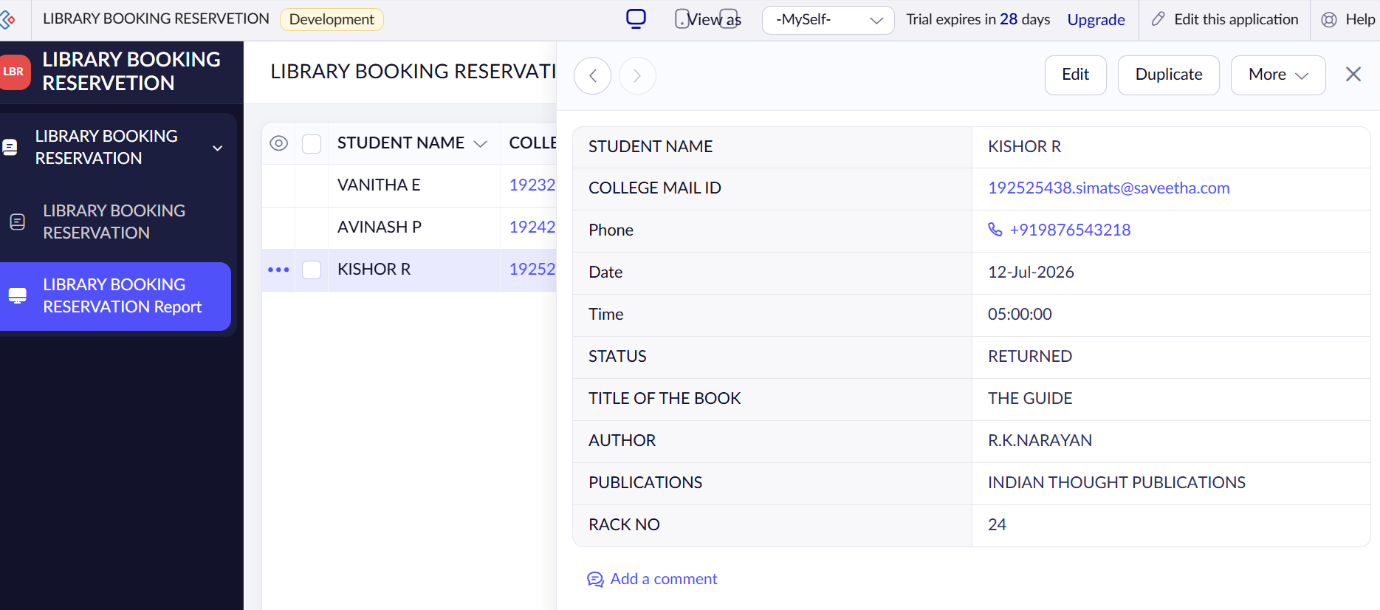 LIBRARY BOOKING RESERVETION Development View as -MySelf- Trial expires in 28 days Upgrade Edit this application Help
LBR
LIBRARY BOOKING
RESERVETION
LIBRARY BOOKING
RESERVATION
LIBRARY BOOKING
RESERVATION
LIBRARY BOOKING
RESERVATION Report
LIBRARY BOOKING RESERVATI
STUDENT NAME COLLE
VANITHA E 19232
AVINASH P 19242
KISHOR R 19252
Edit Duplicate More
STUDENT NAME KISHOR R
COLLEGE MAIL ID 192525438.simats@saveetha.com
Phone +919876543218
Date 12-Jul-2026
Time 05:00:00
STATUS RETURNED
TITLE OF THE BOOK THE GUIDE
AUTHOR R.K.NARAYAN
PUBLICATIONS INDIAN THOUGHT PUBLICATIONS
RACK NO 24
Add a comment